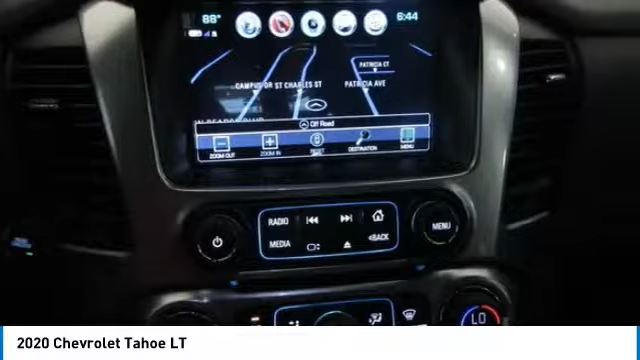 88°
6:44
PATRICIA CT
CAMPUS DR ST CHARLES ST
PATRICIA AVE
Off Road
ZOOM OUT
ZOOM IN
RESET
DESTINATION
MENU
RADIO
MEDIA
<BACK
MENU
LO
2020 Chevrolet Tahoe LT